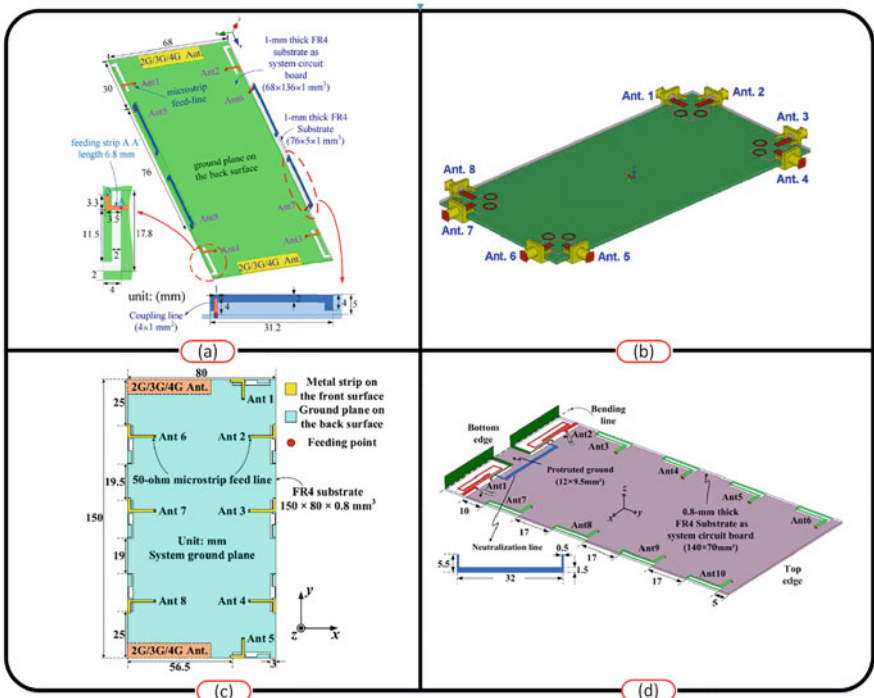 68
2G/3G/4G Ant.
1-mm thick FR4
substrate as
system circuit
board
(68×136×1 mm³)
Ant1
Ant2
30
microstrip
feed-line
Ant6
Ant5
1-mm thick FR4
Substrate
(76×5×1 mm³)
feeding strip A A
length 6.8 mm
ground plane on
the back surface
76
3.3
A
3.5
11.5
17.8
2
2
4
Ant8
Ant7
Ant4
Ant3
2G/3G/4G Ant.
unit: (mm)
Coupling line
(4×1 mm²)
1
4
2
4
5
31.2
(a)
Ant. 1
Ant. 2
Ant. 3
Ant. 4
Ant. 8
Ant. 7
Ant. 6
Ant. 5
(b)
80
2G/3G/4G Ant.
Ant 1
25
Metal strip on
the front surface
Ground plane on
the back surface
Feeding point
Ant 6
Ant 2
50-ohm microstrip feed line
19.5
FR4 substrate
150 × 80 × 0.8 mm³
150
Ant 7
Ant 3
Unit: mm
System ground plane
19
Ant 8
Ant 4
y
z
x
25
Ant 5
2G/3G/4G Ant.
56.5
3
(c)
Bending
line
Bottom
edge
Ant2
Ant3
Protruted ground
(12×9.5mm²)
Ant4
Ant1
z
x
y
Ant5
10
Ant7
0.8-mm thick
FR4 Substrate as
system circuit board
(140×70mm²)
Ant6
17
Ant8
Neutralization line
17
Ant9
0.5
5.5
1.5
32
17
Ant10
Top
edge
5
(d)